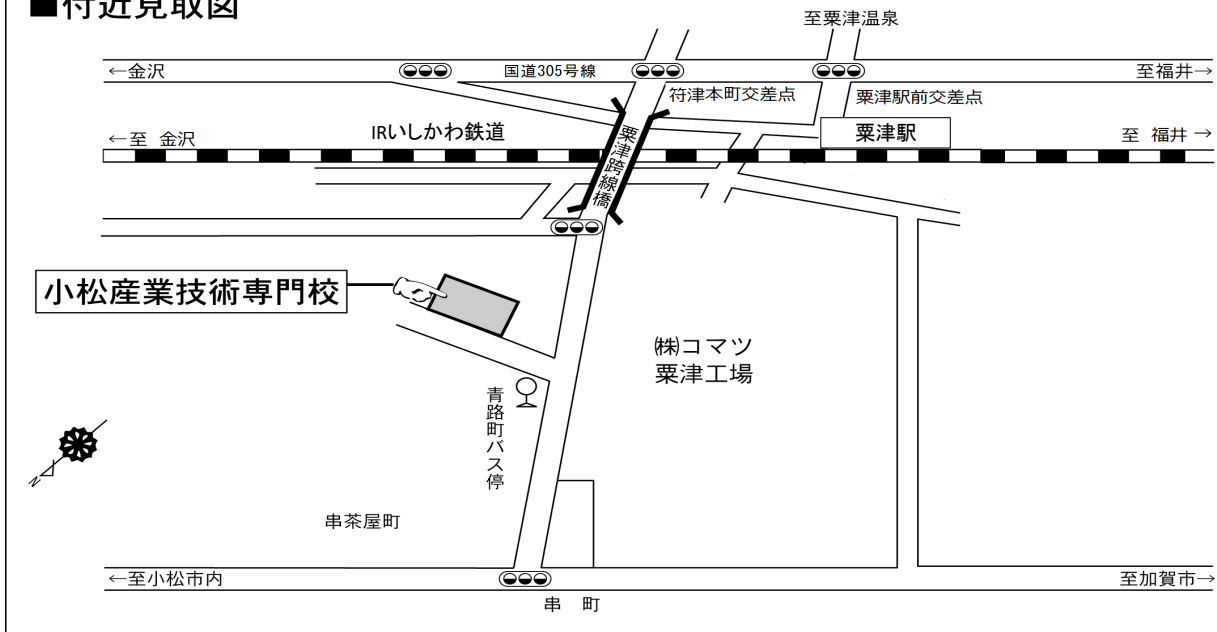 ■付近見取図
至粟津温泉
←金沢
国道305号線
至福井→
符津本町交差点
粟津駅前交差点
←至 金沢
IRいしかわ鉄道
粟津駅
至 福井→
粟津跨線橋
小松産業技術専門校
㈱コマツ
粟津工場
青路町バス停
N
串茶屋町
←至小松市内
至加賀市→
串 町